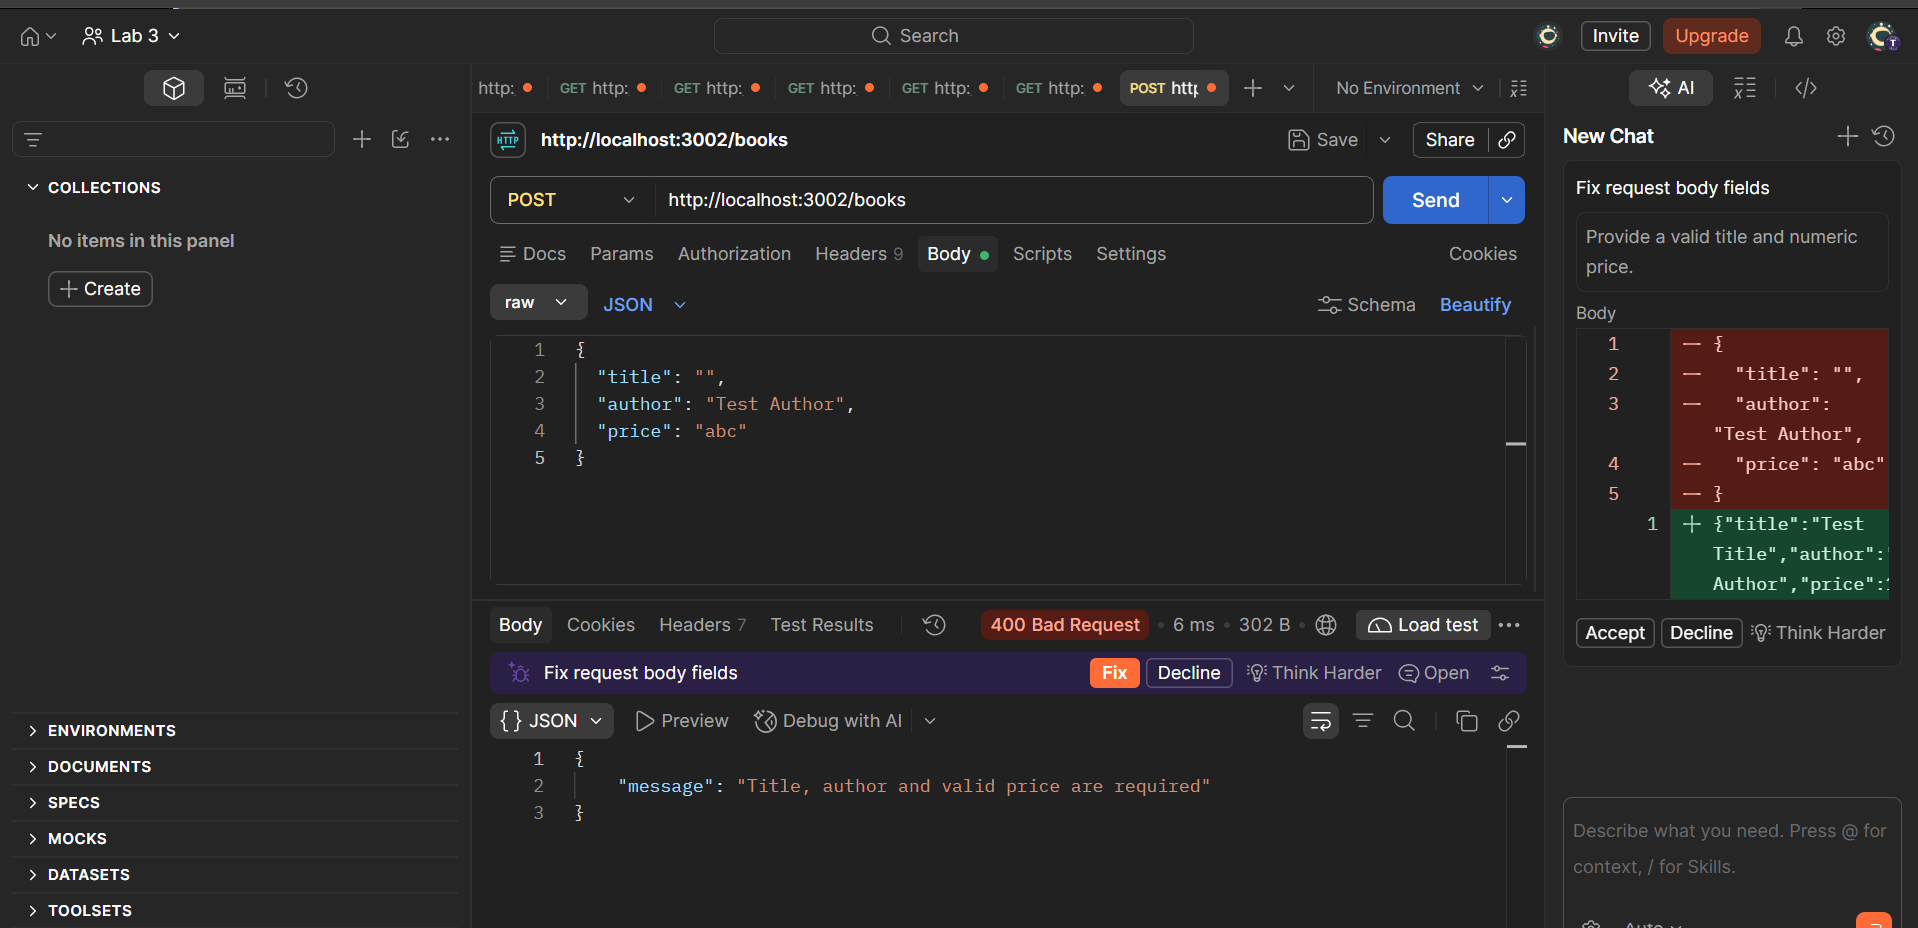 Lab 3
Search
Invite
Upgrade
http:
GET http:
GET http:
GET http:
GET http:
GET http:
POST http
No Environment
AI
HTTP
http://localhost:3002/books
Save
Share
New Chat
COLLECTIONS
No items in this panel
Create
POST
http://localhost:3002/books
Send
Fix request body fields
Provide a valid title and numeric
price.
Docs
Params
Authorization
Headers 9
Body
Scripts
Settings
Cookies
raw
JSON
Schema
Beautify
1 {
2 "title": "",
3 "author": "Test Author",
4 "price": "abc"
5 }
Body
1 — {
2 — "title": "",
3 — "author":
"Test Author",
4 — "price": "abc"
5 — }
1 + {"title":"Test
Title","author":"
Author","price":
Accept
Decline
Think Harder
Body
Cookies
Headers 7
Test Results
400 Bad Request
6 ms
302 B
Load test
Fix request body fields
Fix
Decline
Think Harder
Open
{} JSON
Preview
Debug with AI
1 {
2 "message": "Title, author and valid price are required"
3 }
ENVIRONMENTS
DOCUMENTS
SPECS
MOCKS
DATASETS
TOOLSETS
Describe what you need. Press @ for
context, / for Skills.
Auto
T